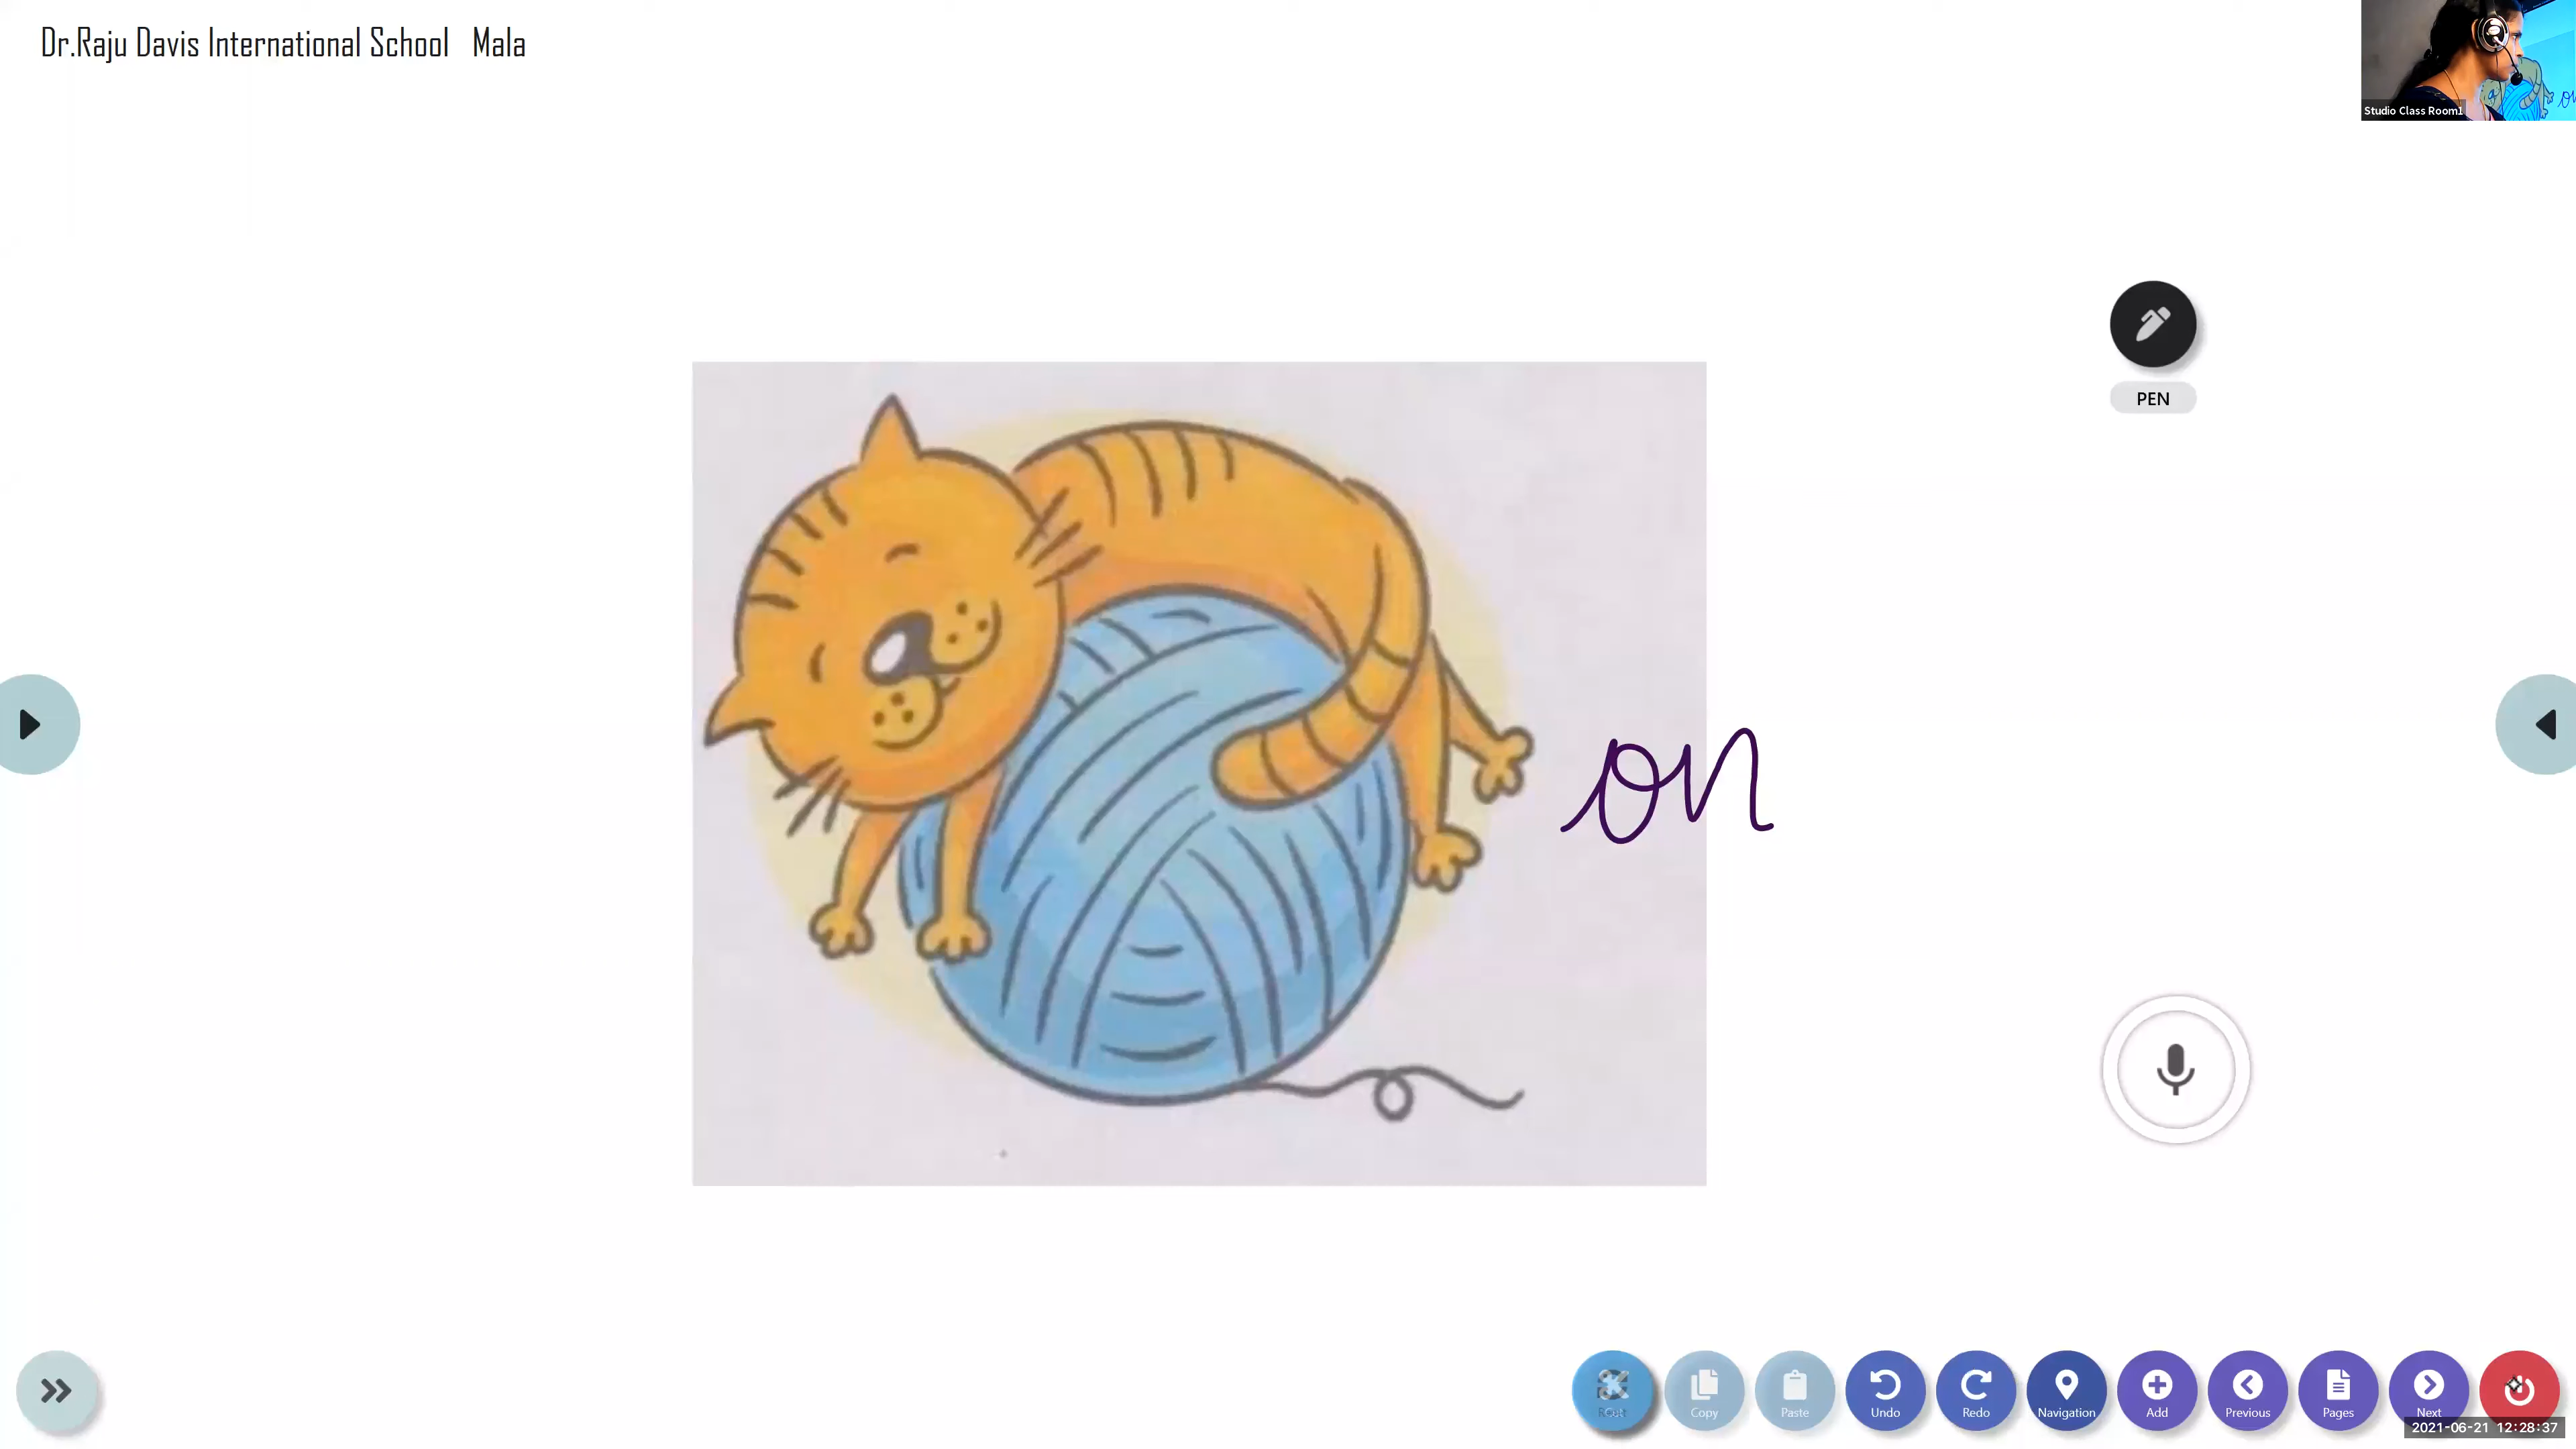 Dr.Raju Davis International School Mala
Studio Class Room1
PEN
on
Cut
Copy
Paste
Undo
Redo
Navigation
Add
Previous
Pages
Next
2021-06-21 12:28:37